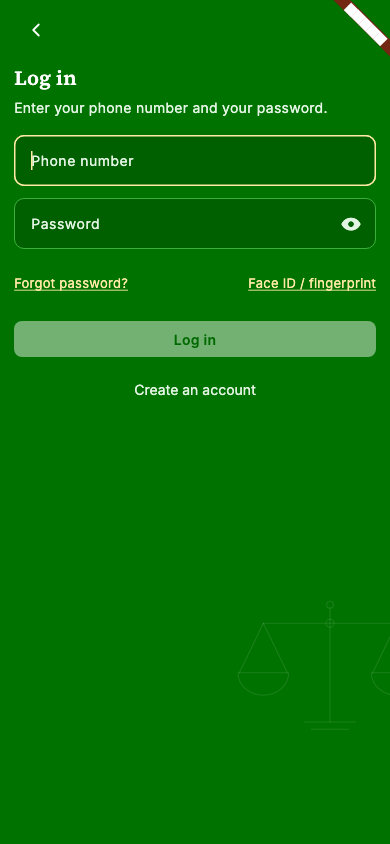 Log in
Enter your phone number and your password.
Phone number
Password
Forgot password?
Face ID / fingerprint
Log in
Create an account